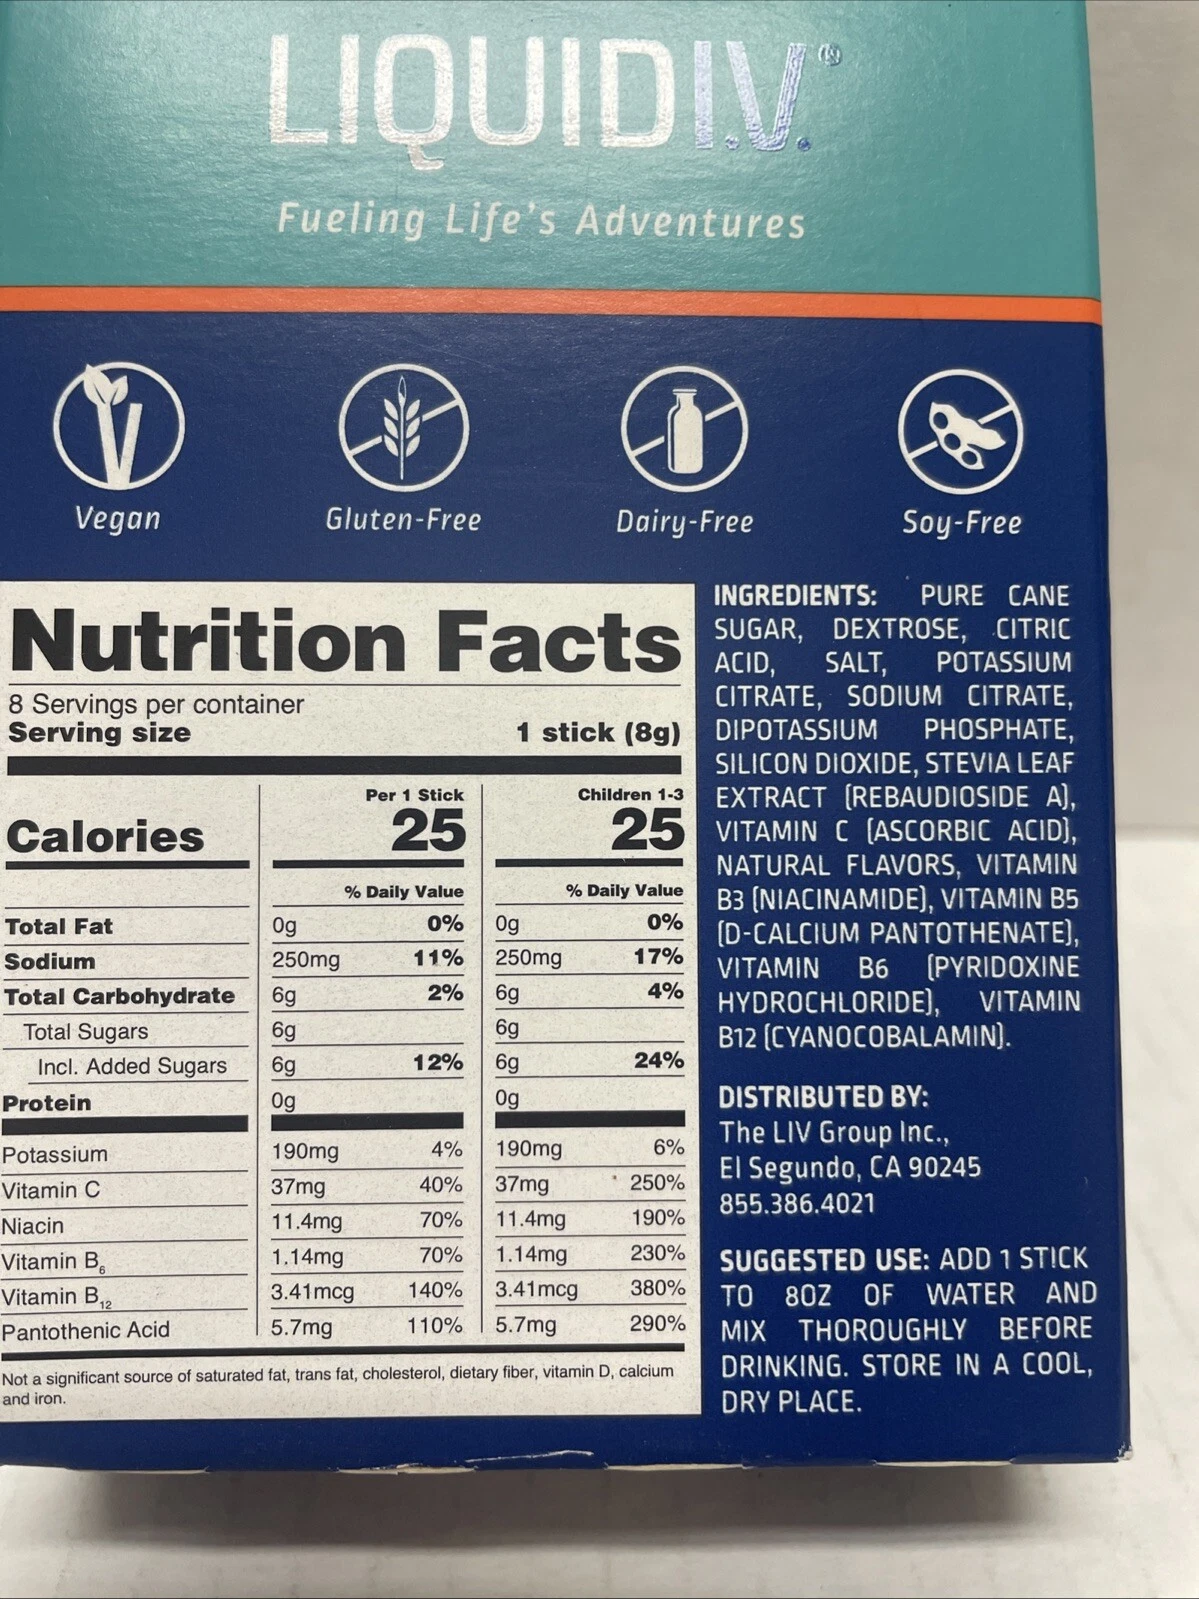 LIQUID I.V.®
Fueling Life's Adventures
Vegan
Gluten-Free
Dairy-Free
Soy-Free
Nutrition Facts
8 Servings per container
Serving size 1 stick (8g)
Per 1 Stick Children 1-3
Calories 25 25
% Daily Value % Daily Value
Total Fat 0g 0% 0g 0%
Sodium 250mg 11% 250mg 17%
Total Carbohydrate 6g 2% 6g 4%
Total Sugars 6g 6g
Incl. Added Sugars 6g 12% 6g 24%
Protein 0g 0g
Potassium 190mg 4% 190mg 6%
Vitamin C 37mg 40% 37mg 250%
Niacin 11.4mg 70% 11.4mg 190%
Vitamin B6 1.14mg 70% 1.14mg 230%
Vitamin B12 3.41mcg 140% 3.41mcg 380%
Pantothenic Acid 5.7mg 110% 5.7mg 290%
Not a significant source of saturated fat, trans fat, cholesterol, dietary fiber, vitamin D, calcium
and iron.
INGREDIENTS: PURE CANE
SUGAR, DEXTROSE, CITRIC
ACID, SALT, POTASSIUM
CITRATE, SODIUM CITRATE,
DIPOTASSIUM PHOSPHATE,
SILICON DIOXIDE, STEVIA LEAF
EXTRACT (REBAUDIOSIDE A),
VITAMIN C (ASCORBIC ACID),
NATURAL FLAVORS, VITAMIN
B3 (NIACINAMIDE), VITAMIN B5
(D-CALCIUM PANTOTHENATE),
VITAMIN B6 (PYRIDOXINE
HYDROCHLORIDE), VITAMIN
B12 (CYANOCOBALAMIN).
DISTRIBUTED BY:
The LIV Group Inc.,
El Segundo, CA 90245
855.386.4021
SUGGESTED USE: ADD 1 STICK
TO 8OZ OF WATER AND
MIX THOROUGHLY BEFORE
DRINKING. STORE IN A COOL,
DRY PLACE.